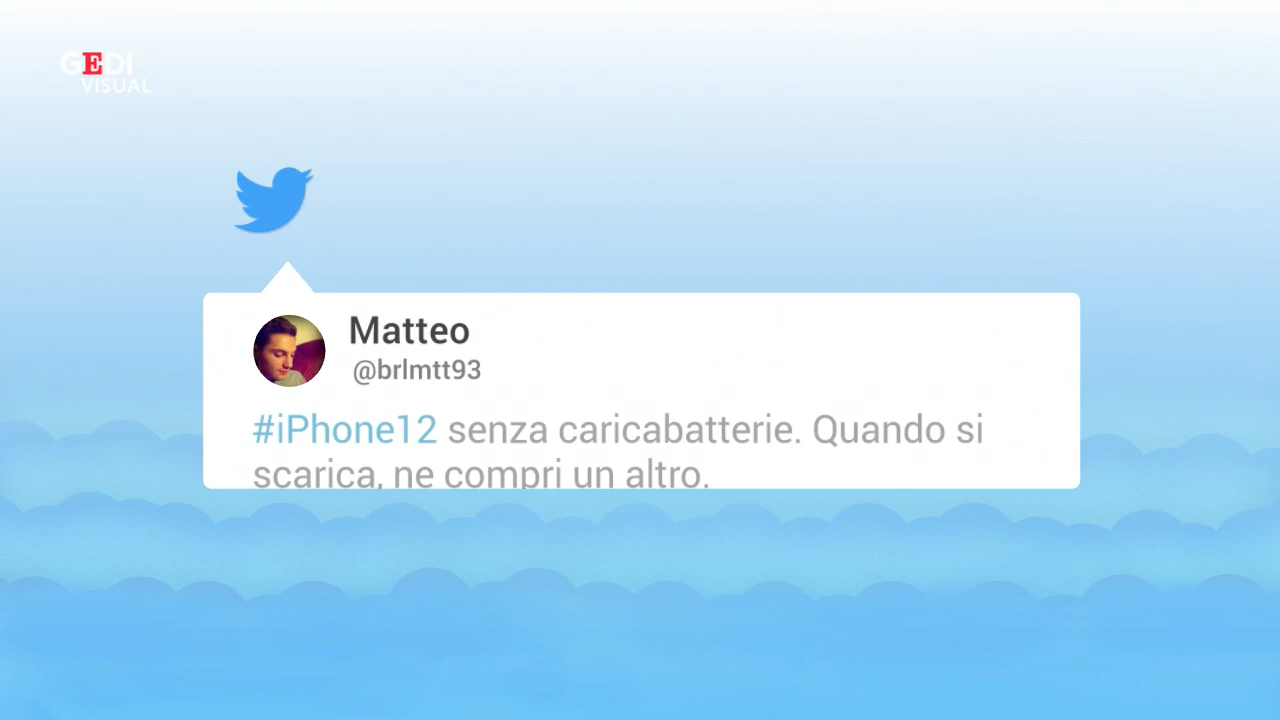 GEDI
VISUAL
Matteo
@brlmtt93
#iPhone12 senza caricabatterie. Quando si
scarica, ne compri un altro.